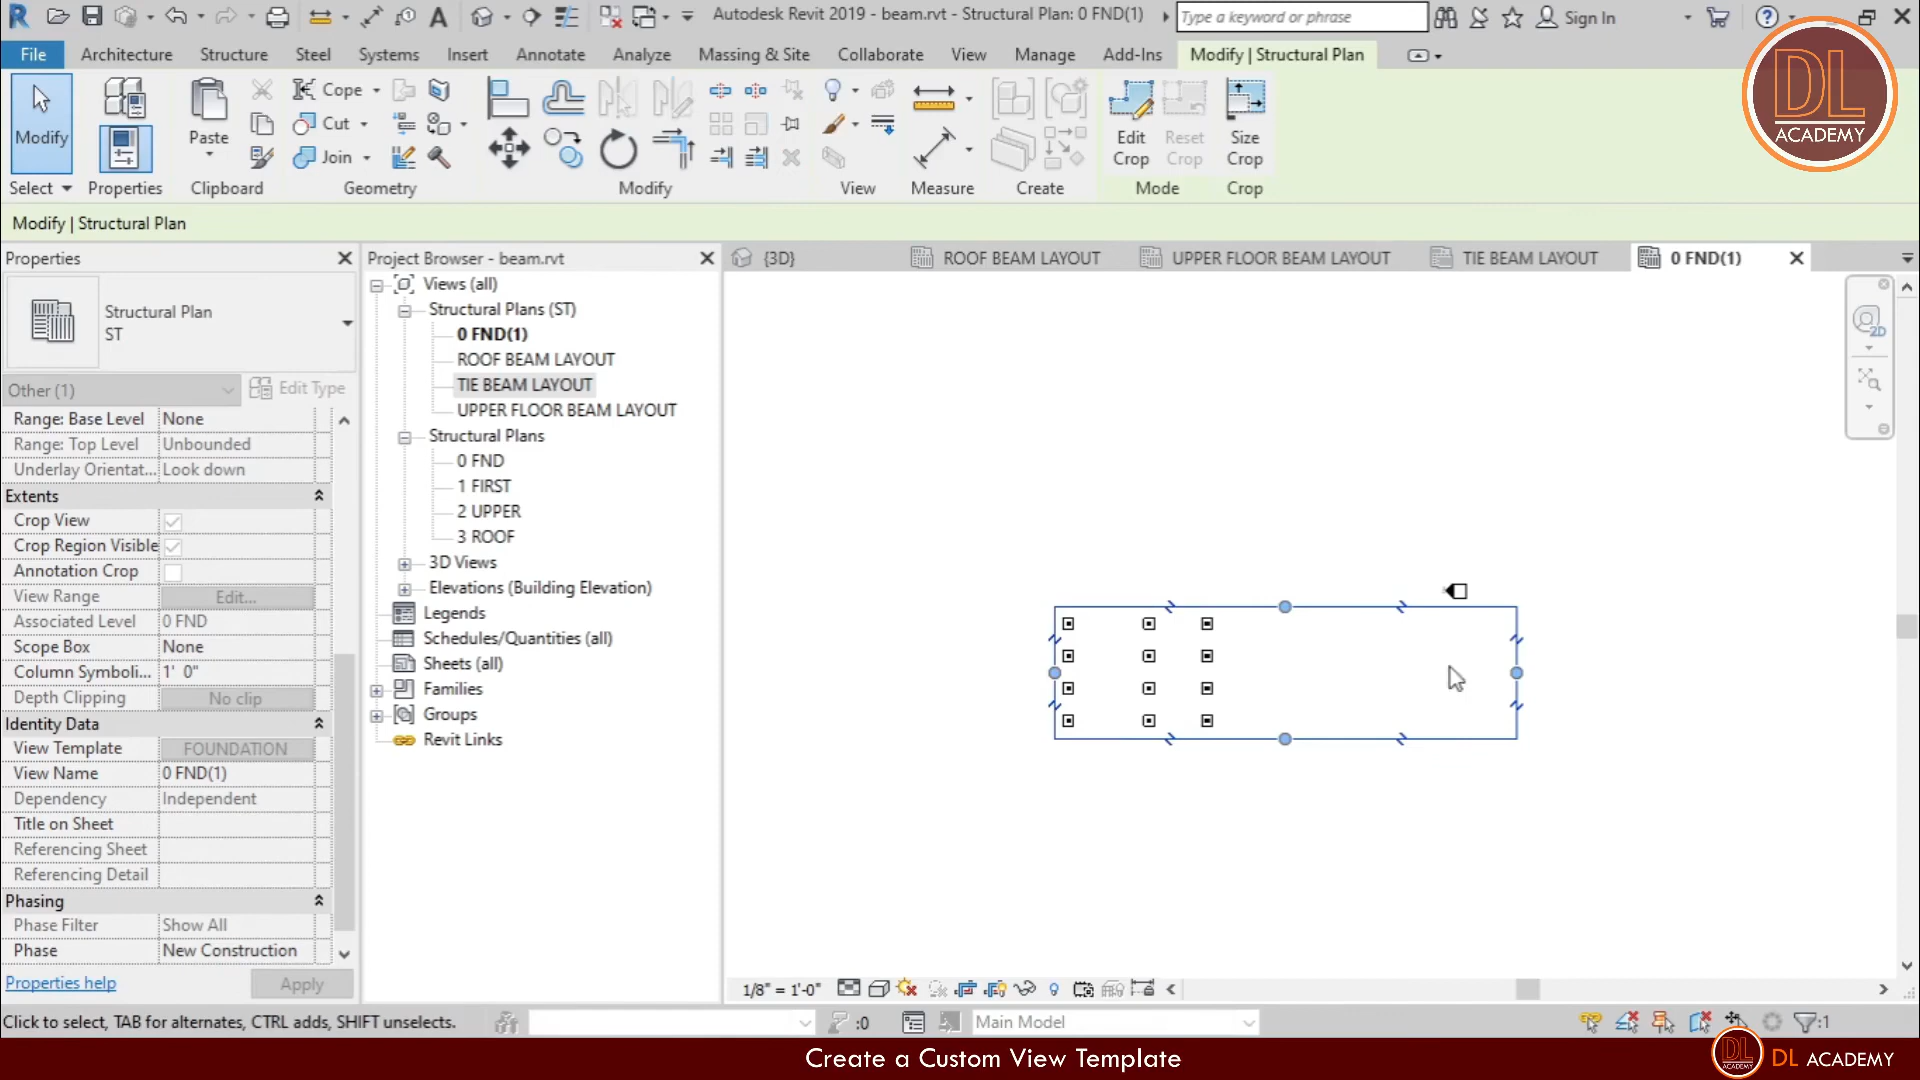 Autodesk Revit 2019 - beam.rvt - Structural Plan: 0 FND(1)
Type a keyword or phrase
Sign In
File
Architecture
Structure
Steel
Systems
Insert
Annotate
Analyze
Massing & Site
Collaborate
View
Manage
Add-Ins
Modify | Structural Plan
DL
ACADEMY
Modify
Paste
Cope
Cut
Join
Edit
Crop
Reset
Crop
Size
Crop
Select
Properties
Clipboard
Geometry
Modify
View
Measure
Create
Mode
Crop
Modify | Structural Plan
Properties
Structural Plan
ST
Other (1)
Edit Type
Range: Base Level None
Range: Top Level Unbounded
Underlay Orientat... Look down
Extents
Crop View
Crop Region Visible
Annotation Crop
View Range Edit...
Associated Level 0 FND
Scope Box None
Column Symboli... 1' 0"
Depth Clipping No clip
Identity Data
View Template FOUNDATION
View Name 0 FND(1)
Dependency Independent
Title on Sheet
Referencing Sheet
Referencing Detail
Phasing
Phase Filter Show All
Phase New Construction
Properties help
Apply
Project Browser - beam.rvt
Views (all)
Structural Plans (ST)
0 FND(1)
ROOF BEAM LAYOUT
TIE BEAM LAYOUT
UPPER FLOOR BEAM LAYOUT
Structural Plans
0 FND
1 FIRST
2 UPPER
3 ROOF
3D Views
Elevations (Building Elevation)
Legends
Schedules/Quantities (all)
Sheets (all)
Families
Groups
Revit Links
{3D}
ROOF BEAM LAYOUT
UPPER FLOOR BEAM LAYOUT
TIE BEAM LAYOUT
0 FND(1)
2D
1/8" = 1'-0"
Click to select, TAB for alternates, CTRL adds, SHIFT unselects.
:0
Main Model
:1
Create a Custom View Template
DL
ACADEMY
DL ACADEMY